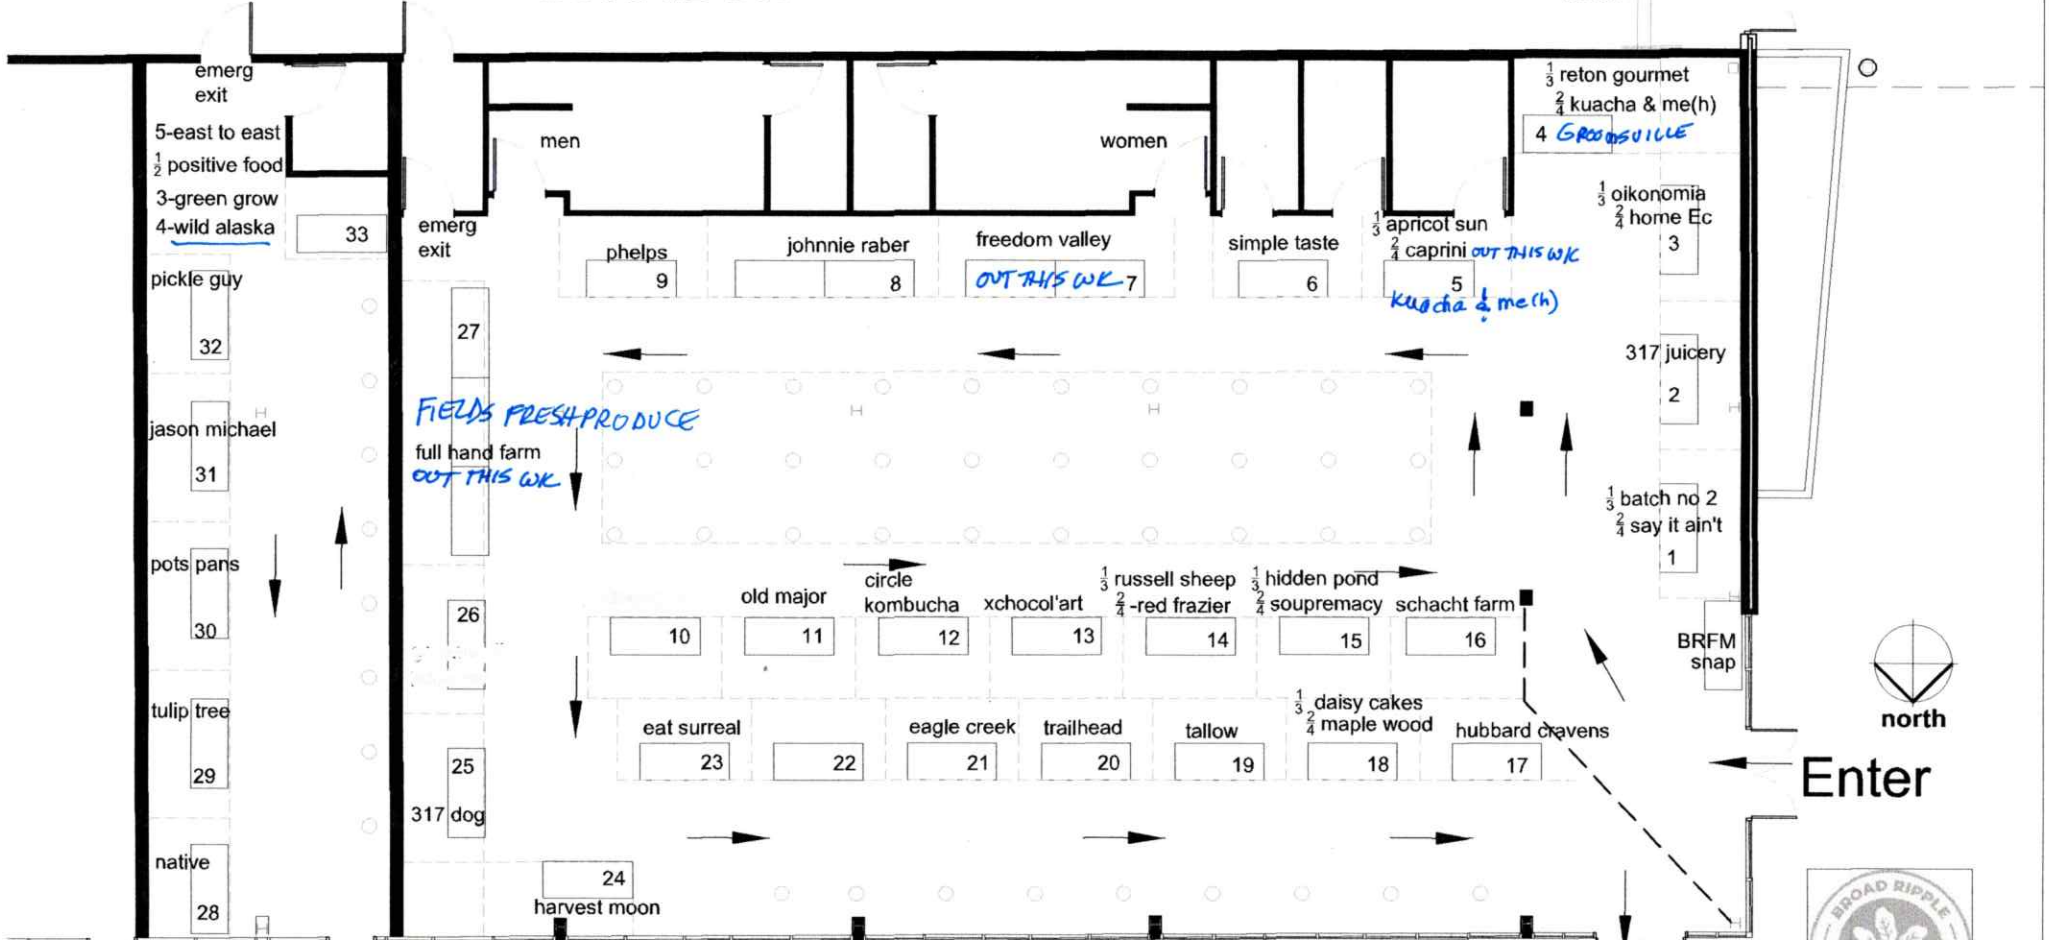 emerg
exit
5-east to east
1/2 positive food
3-green grow
4-wild alaska
33
pickle guy
32
jason michael
31
pots pans
30
tulip tree
29
native
28
emerg
exit
men
women
phelps
9
johnnie raber
8
freedom valley
OUT THIS WK
7
simple taste
6
1/3 apricot sun
2/4 caprini OUT THIS WK
5
kuacha & me(h)
1/3 reton gourmet
2/4 kuacha & me(h)
4 GROOMSVILLE
1/3 oikonomia
2/4 home Ec
3
317 juicery
2
1/3 batch no 2
2/4 say it ain't
1
BRFM
snap
27
FIELDS FRESH PRODUCE
full hand farm
OUT THIS WK
26
25
317 dog
24
harvest moon
10
old major
11
circle
kombucha
12
xchocol'art
13
1/3 russell sheep
2/4 -red frazier
14
1/3 hidden pond
2/4 soupremacy
15
schacht farm
16
eat surreal
23
22
eagle creek
21
trailhead
20
tallow
19
1/3 daisy cakes
2/4 maple wood
18
hubbard cravens
17
north
Enter
BROAD RIPPLE